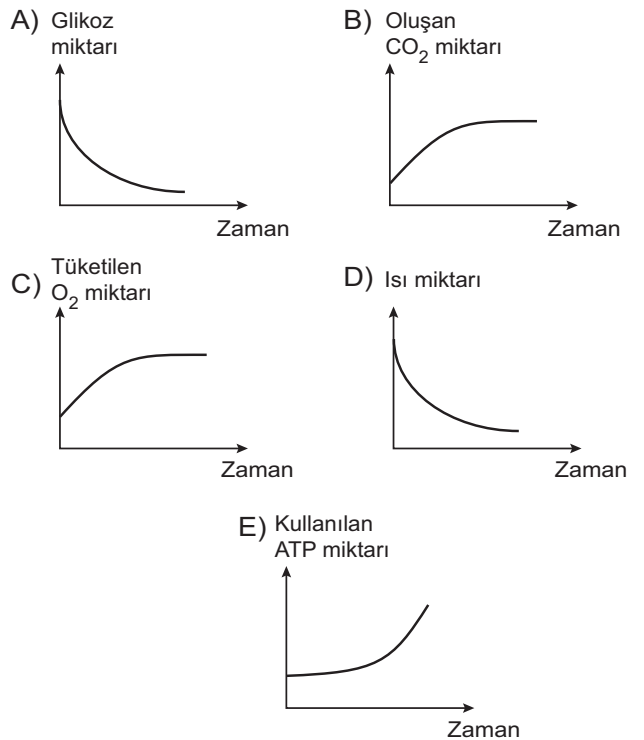 A) Glikoz
miktarı
Zaman
B) Oluşan
CO₂ miktarı
Zaman
C) Tüketilen
O₂ miktarı
Zaman
D) Isı miktarı
Zaman
E) Kullanılan
ATP miktarı
Zaman